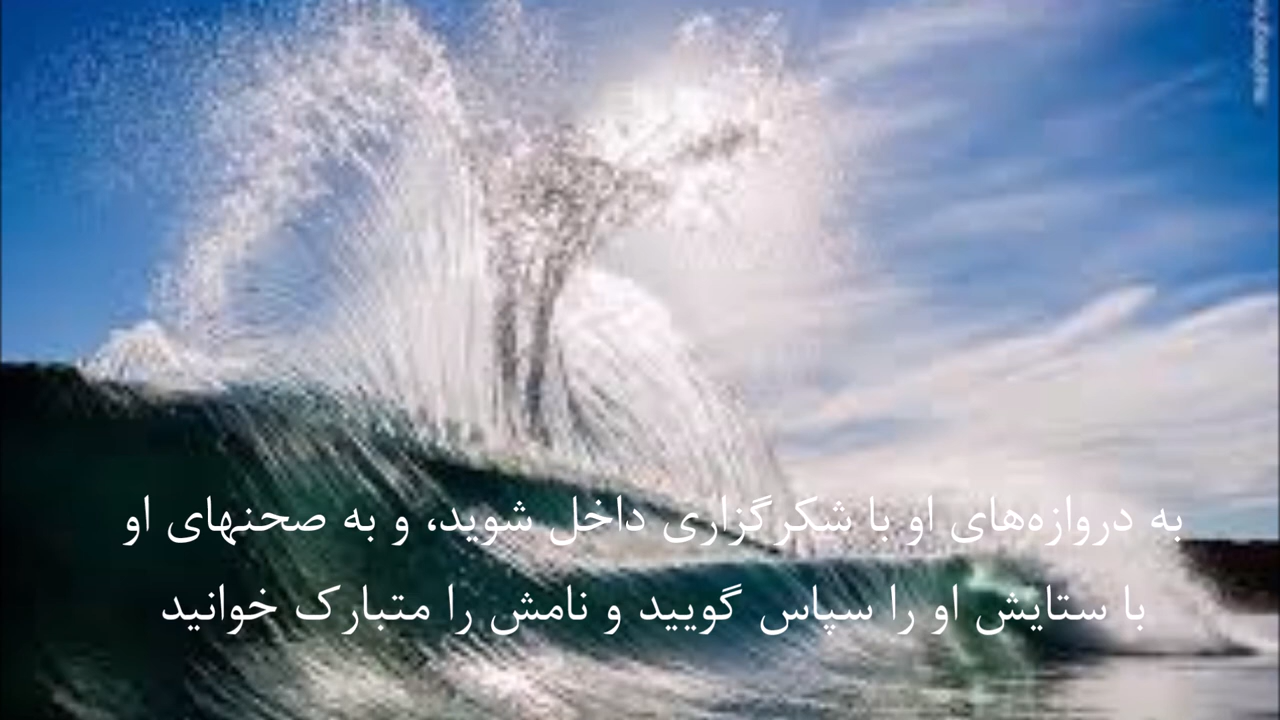 به دروازه‌های او با شکرگزاری داخل شوید، و به صحنهای او
با ستایش او را سپاس گویید و نامش را متبارک خوانید